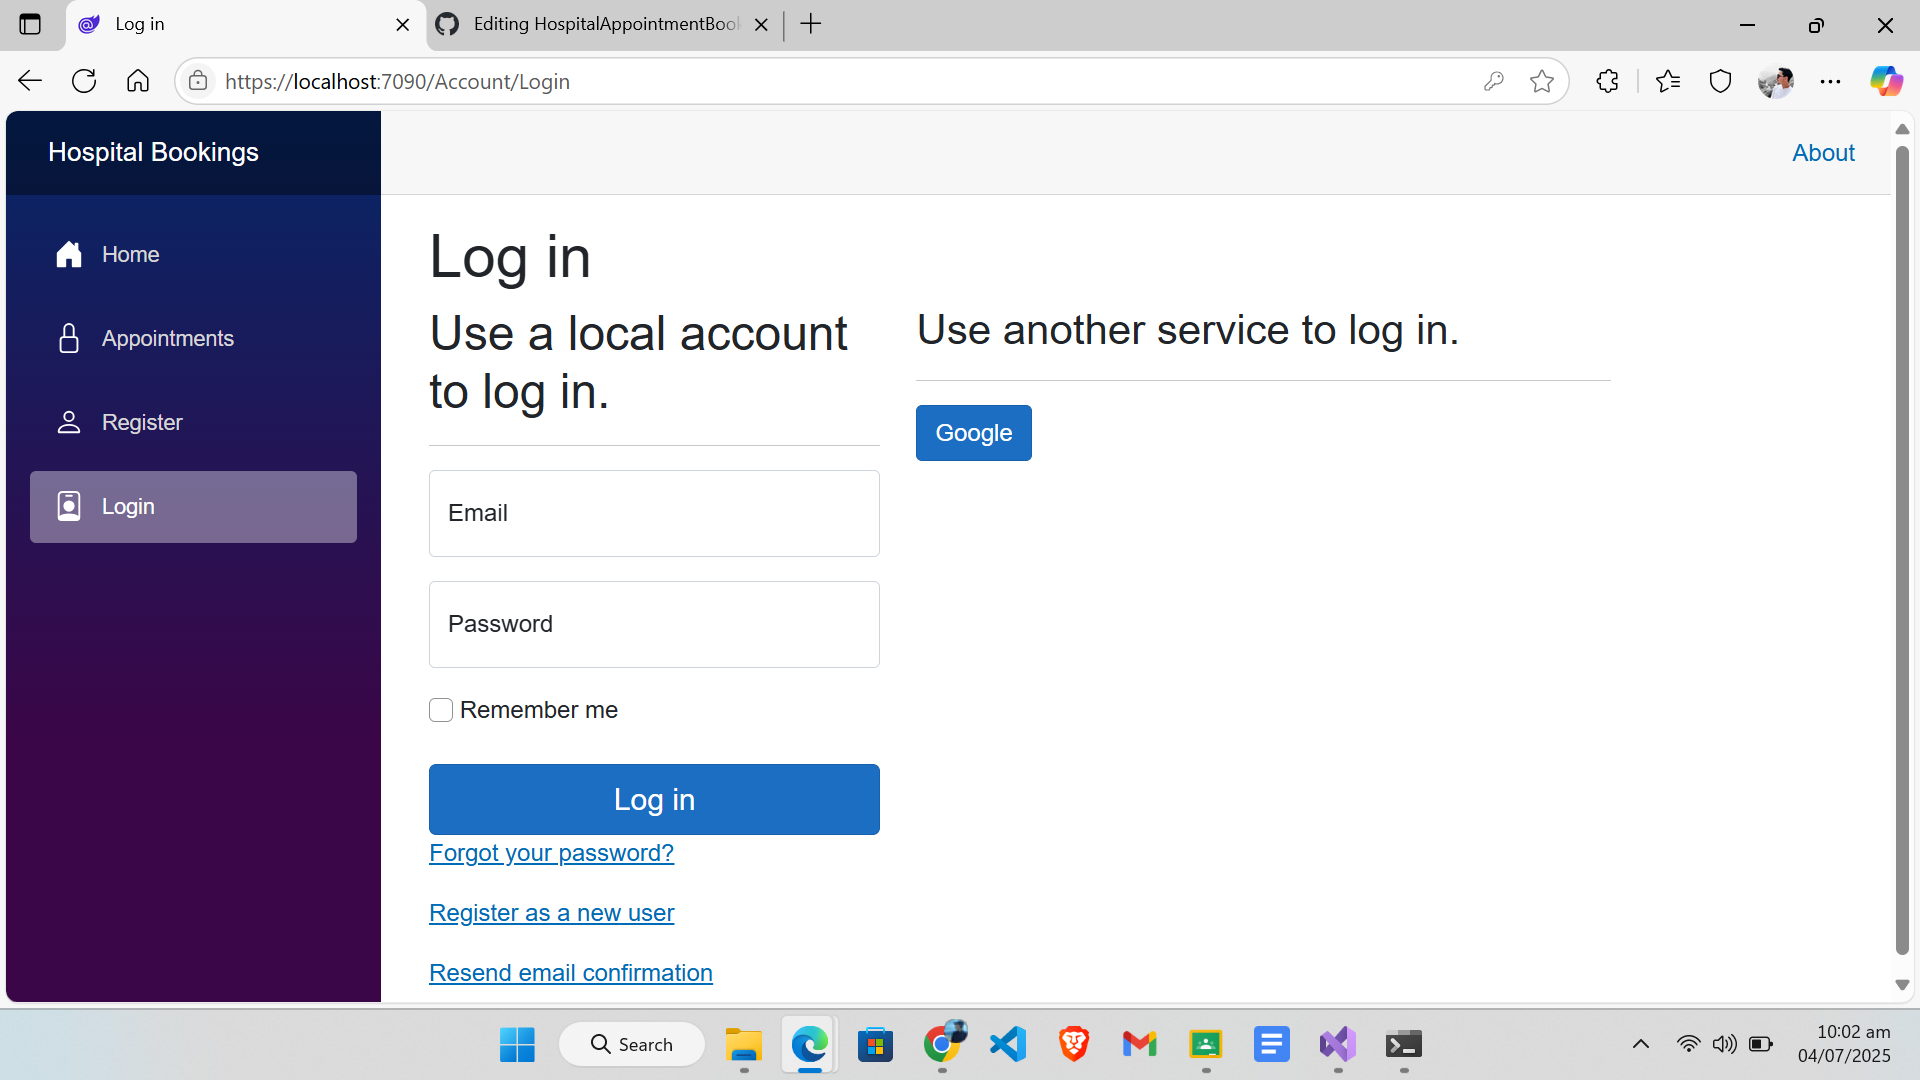 Log in
Editing HospitalAppointmentBook
https://localhost:7090/Account/Login
Hospital Bookings
About
Home
Appointments
Register
Login
Log in
Use a local account
to log in.
Email
Password
Remember me
Log in
Forgot your password?
Register as a new user
Resend email confirmation
Use another service to log in.
Google
Search
10:02 am
04/07/2025